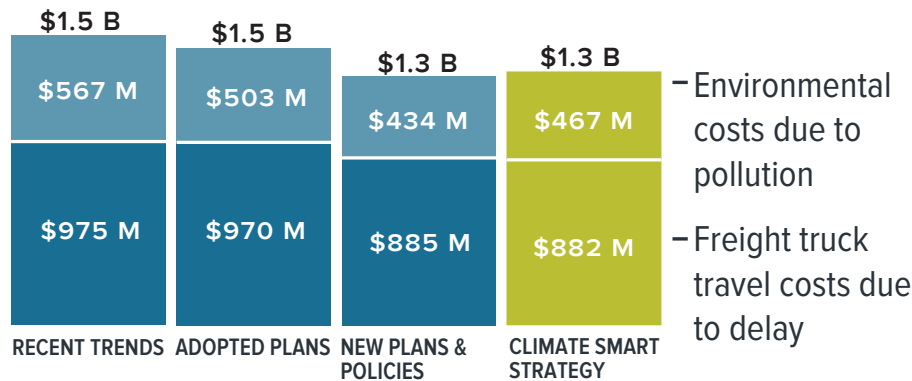 $1.5 B
$1.5 B
$1.3 B
$1.3 B
$567 M
$503 M
$434 M
$467 M
– Environmental
costs due to
pollution
$975 M
$970 M
$885 M
$882 M
– Freight truck
travel costs due
to delay
RECENT TRENDS
ADOPTED PLANS
NEW PLANS &
POLICIES
CLIMATE SMART
STRATEGY